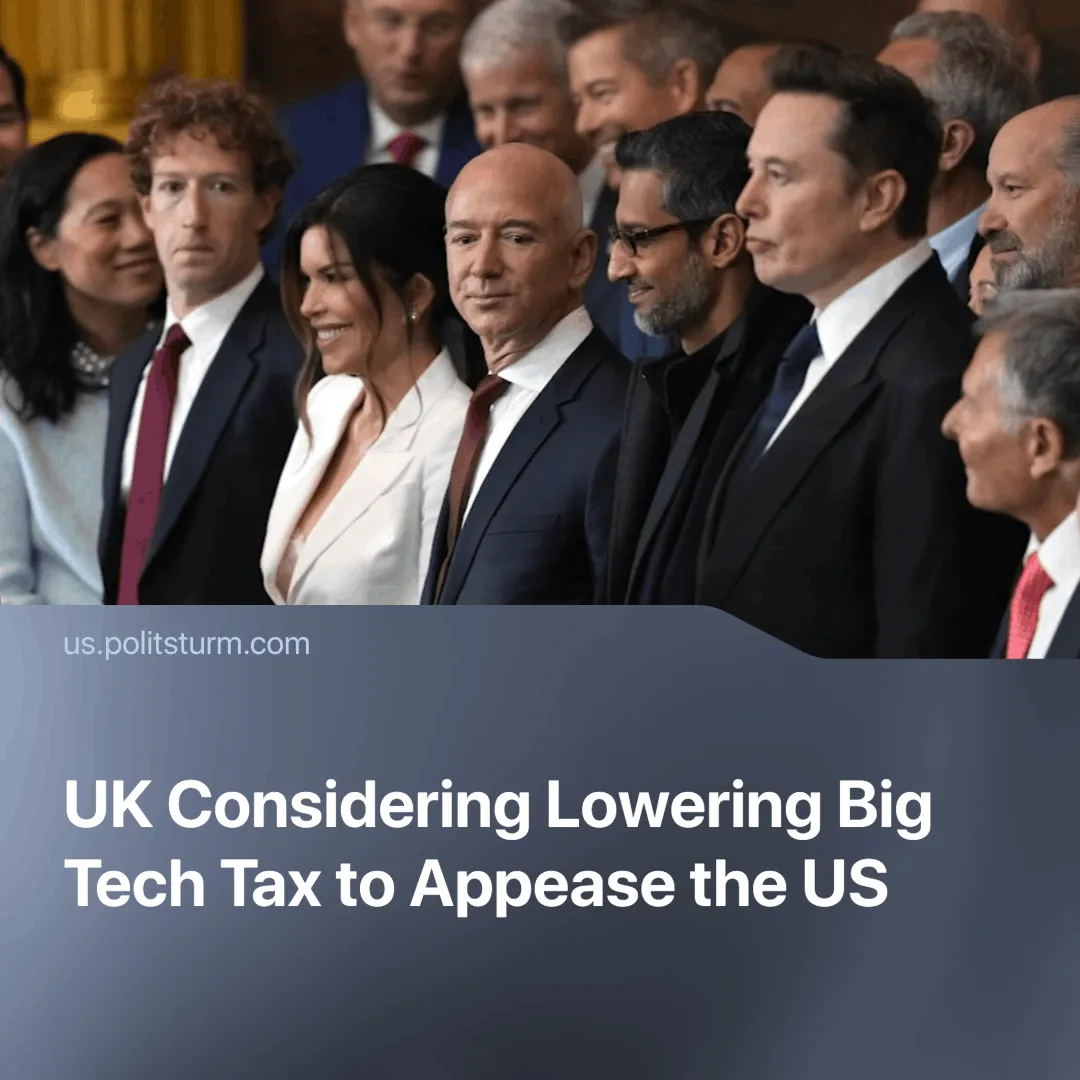 us.politsturm.com
UK Considering Lowering Big
Tech Tax to Appease the US